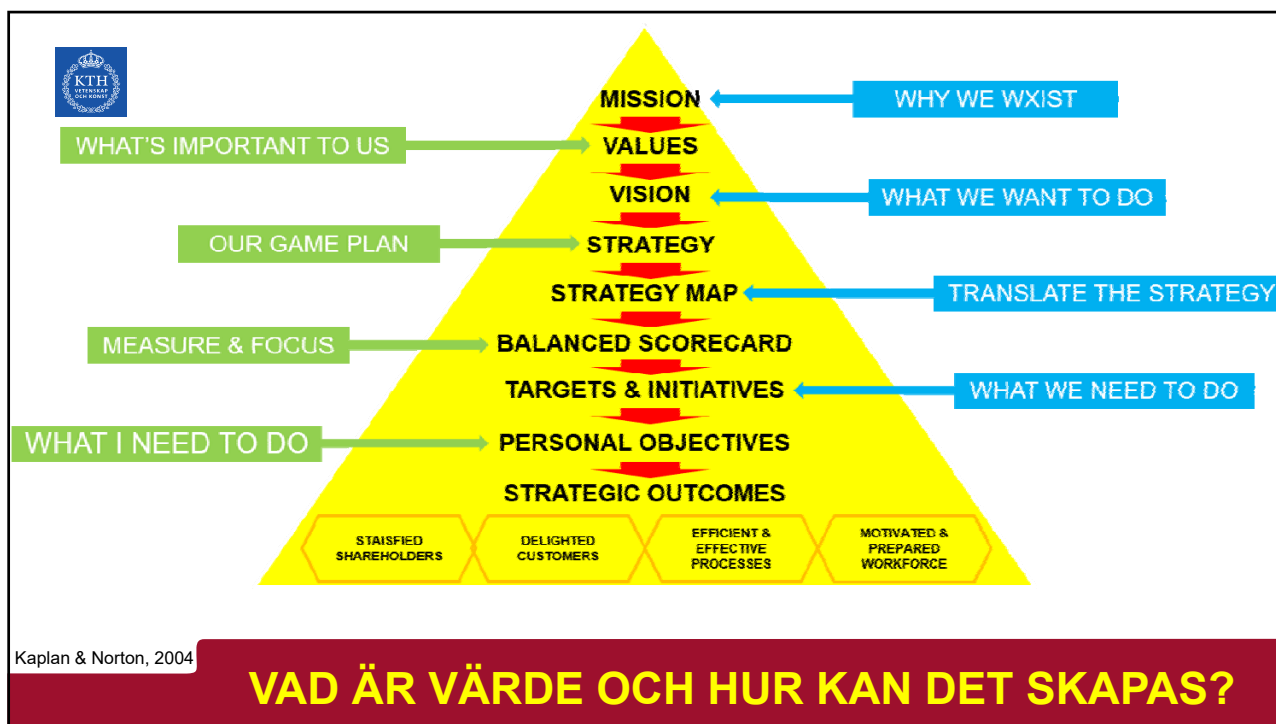 KTH
VETENSKAP
OCH KONST
MISSION
WHY WE WXIST
WHAT'S IMPORTANT TO US
VALUES
VISION
WHAT WE WANT TO DO
OUR GAME PLAN
STRATEGY
STRATEGY MAP
TRANSLATE THE STRATEGY
MEASURE & FOCUS
BALANCED SCORECARD
TARGETS & INITIATIVES
WHAT WE NEED TO DO
WHAT I NEED TO DO
PERSONAL OBJECTIVES
STRATEGIC OUTCOMES
STAISFIED
SHAREHOLDERS
DELIGHTED
CUSTOMERS
EFFICIENT &
EFFECTIVE
PROCESSES
MOTIVATED &
PREPARED
WORKFORCE
Kaplan & Norton, 2004
VAD ÄR VÄRDE OCH HUR KAN DET SKAPAS?